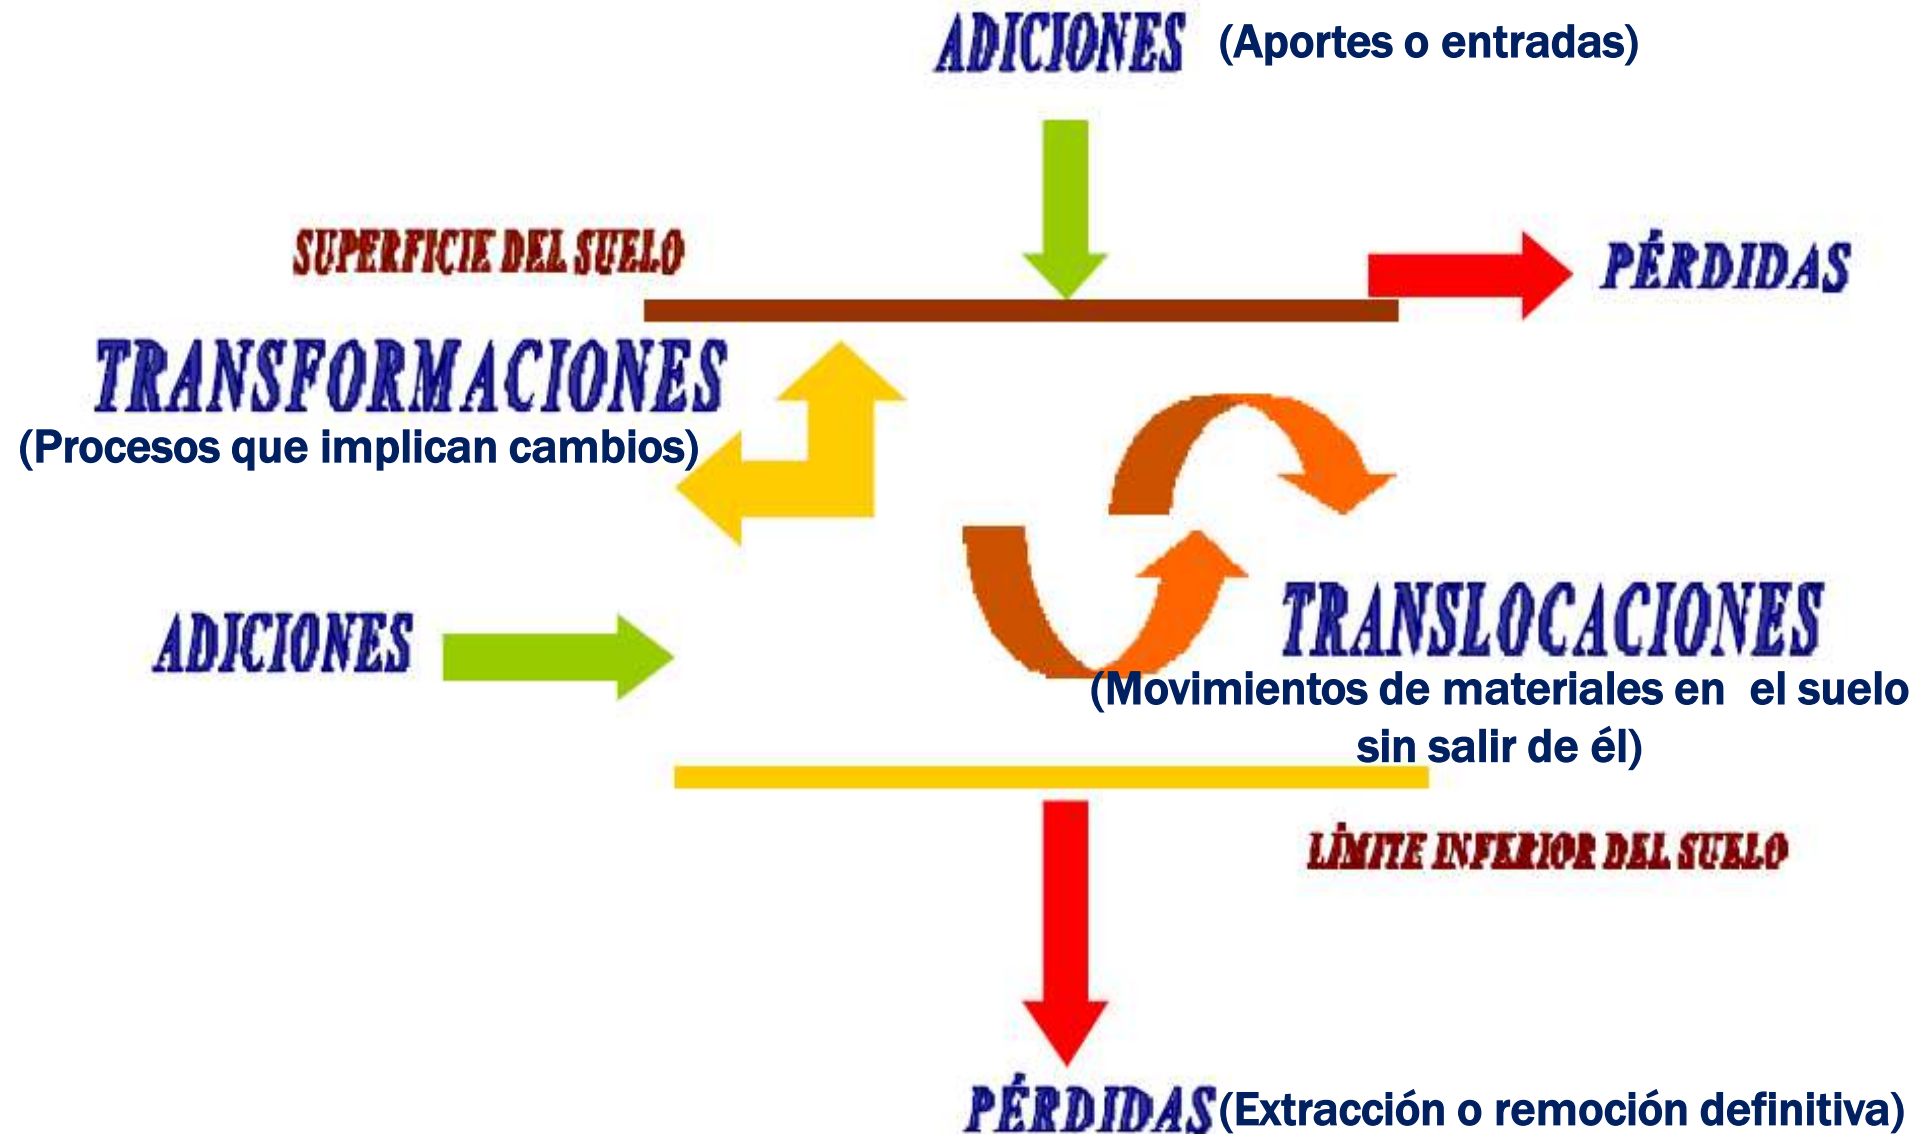 ADICIONES (Aportes o entradas)
SUPERFICIE DEL SUELO
PÉRDIDAS
TRANSFORMACIONES
(Procesos que implican cambios)
ADICIONES
TRANSLOCACIONES
(Movimientos de materiales en  el suelo
sin salir de él)
LÍMITE INFERIOR DEL SUELO
PÉRDIDAS (Extracción o remoción definitiva)